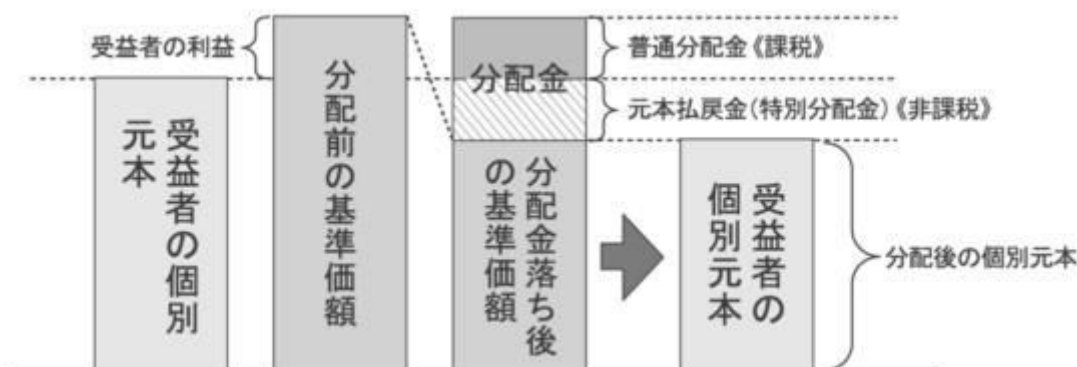 受益者の利益
受益者の個別
元本
分配前の基準価額
分配金
分配金落ち後
の基準価額
普通分配金《課税》
元本払戻金(特別分配金)《非課税》
受益者の
個別元本
分配後の個別元本